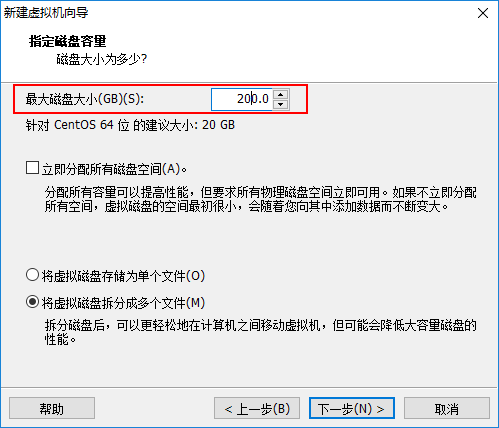 新建虚拟机向导
指定磁盘容量
磁盘大小为多少?
最大磁盘大小(GB)(S): 200.0
针对 CentOS 64 位 的建议大小: 20 GB
立即分配所有磁盘空间(A)。
分配所有容量可以提高性能，但要求所有物理磁盘空间立即可用。如果不立即分配
所有空间，虚拟磁盘的空间最初很小，会随着您向其中添加数据而不断变大。
将虚拟磁盘存储为单个文件(O)
将虚拟磁盘拆分成多个文件(M)
拆分磁盘后，可以更轻松地在计算机之间移动虚拟机，但可能会降低大容量磁盘的
性能。
帮助 < 上一步(B) 下一步(N) > 取消